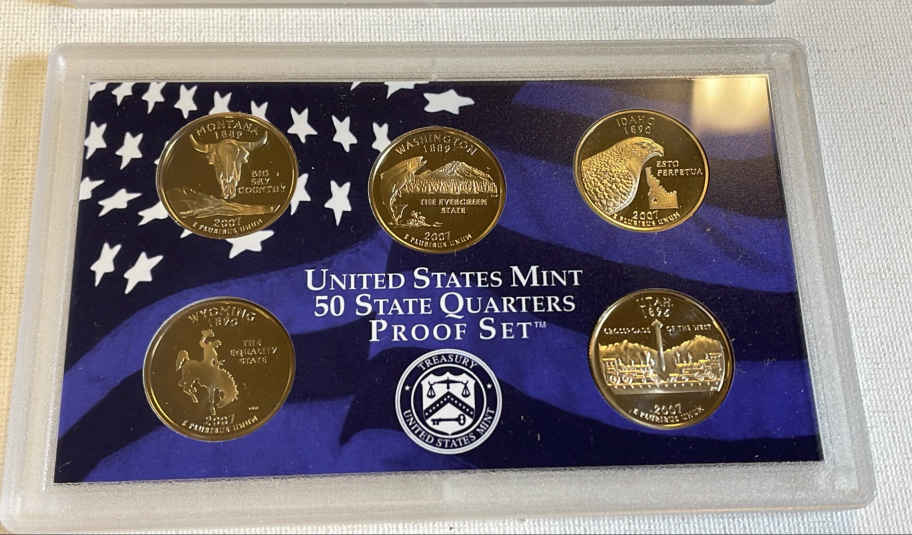 MONTANA
1889
BIG
SKY
COUNTRY
2007
E PLURIBUS UNUM
WASHINGTON
1889
THE EVERGREEN
STATE
2007
E PLURIBUS UNUM
IDAHO
1890
ESTO
PERPETUA
2007
E PLURIBUS UNUM
UNITED STATES MINT
50 STATE QUARTERS
PROOF SET™
WYOMING
1890
THE
EQUALITY
STATE
2007
E PLURIBUS UNUM
TREASURY
UNITED STATES MINT
UTAH
1896
CROSSROADS OF THE WEST
2007
E PLURIBUS UNUM